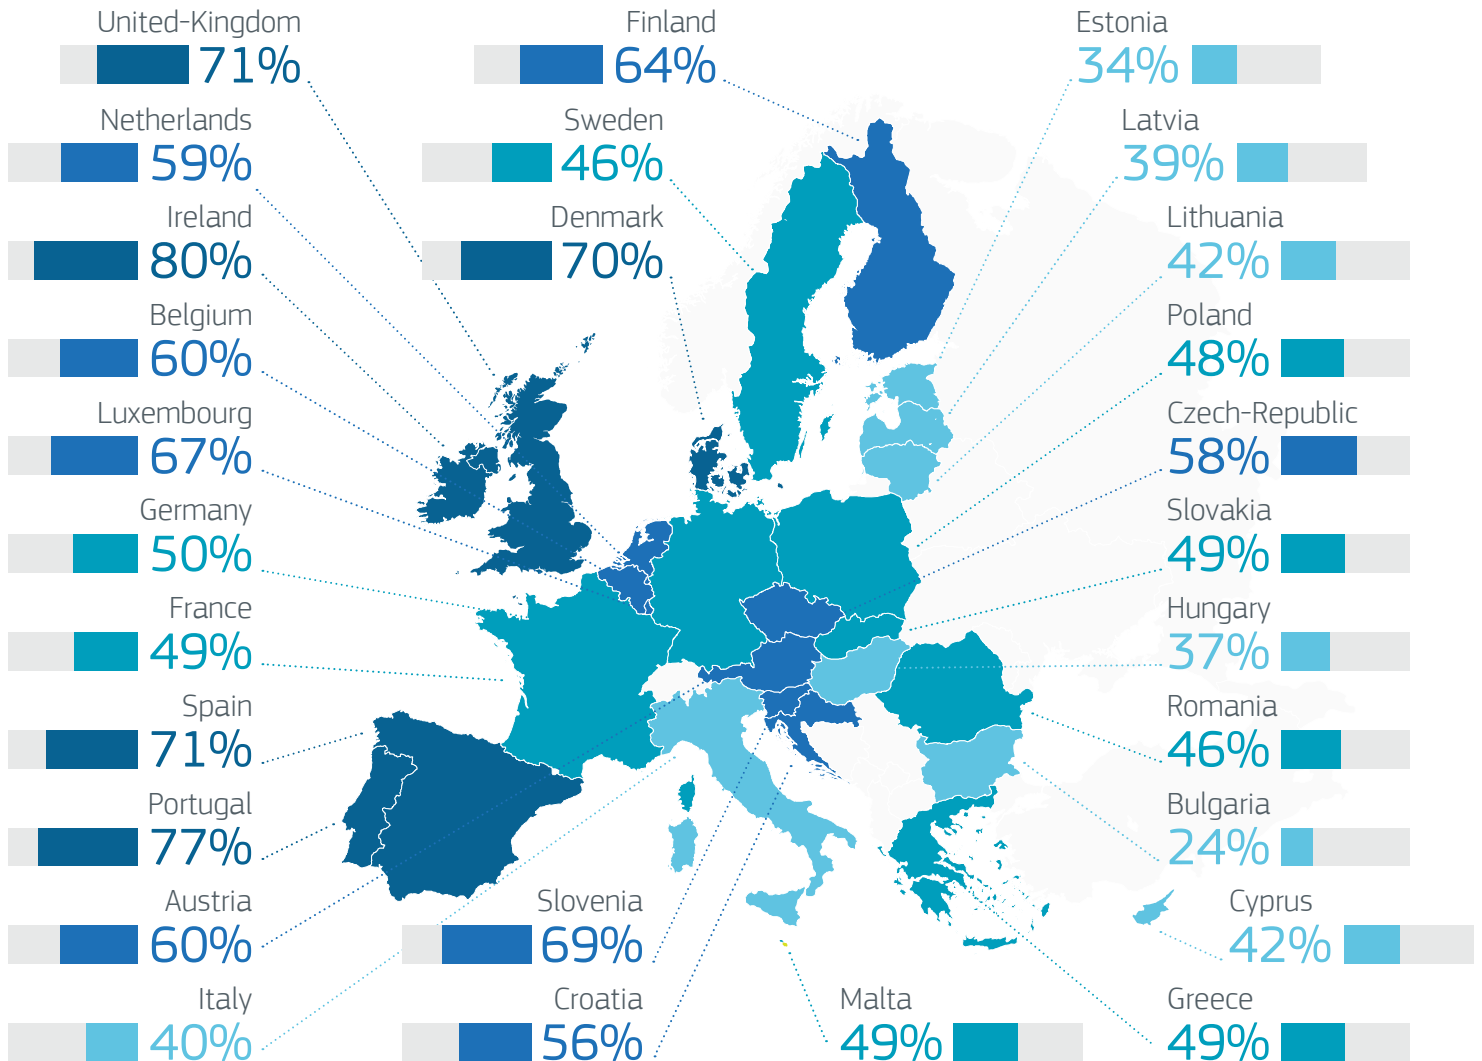 United-Kingdom
71%
Finland
64%
Estonia
34%
Netherlands
59%
Sweden
46%
Latvia
39%
Ireland
80%
Denmark
70%
Lithuania
42%
Belgium
60%
Poland
48%
Luxembourg
67%
Czech-Republic
58%
Germany
50%
Slovakia
49%
France
49%
Hungary
37%
Spain
71%
Romania
46%
Portugal
77%
Bulgaria
24%
Austria
60%
Slovenia
69%
Cyprus
42%
Italy
40%
Croatia
56%
Malta
49%
Greece
49%